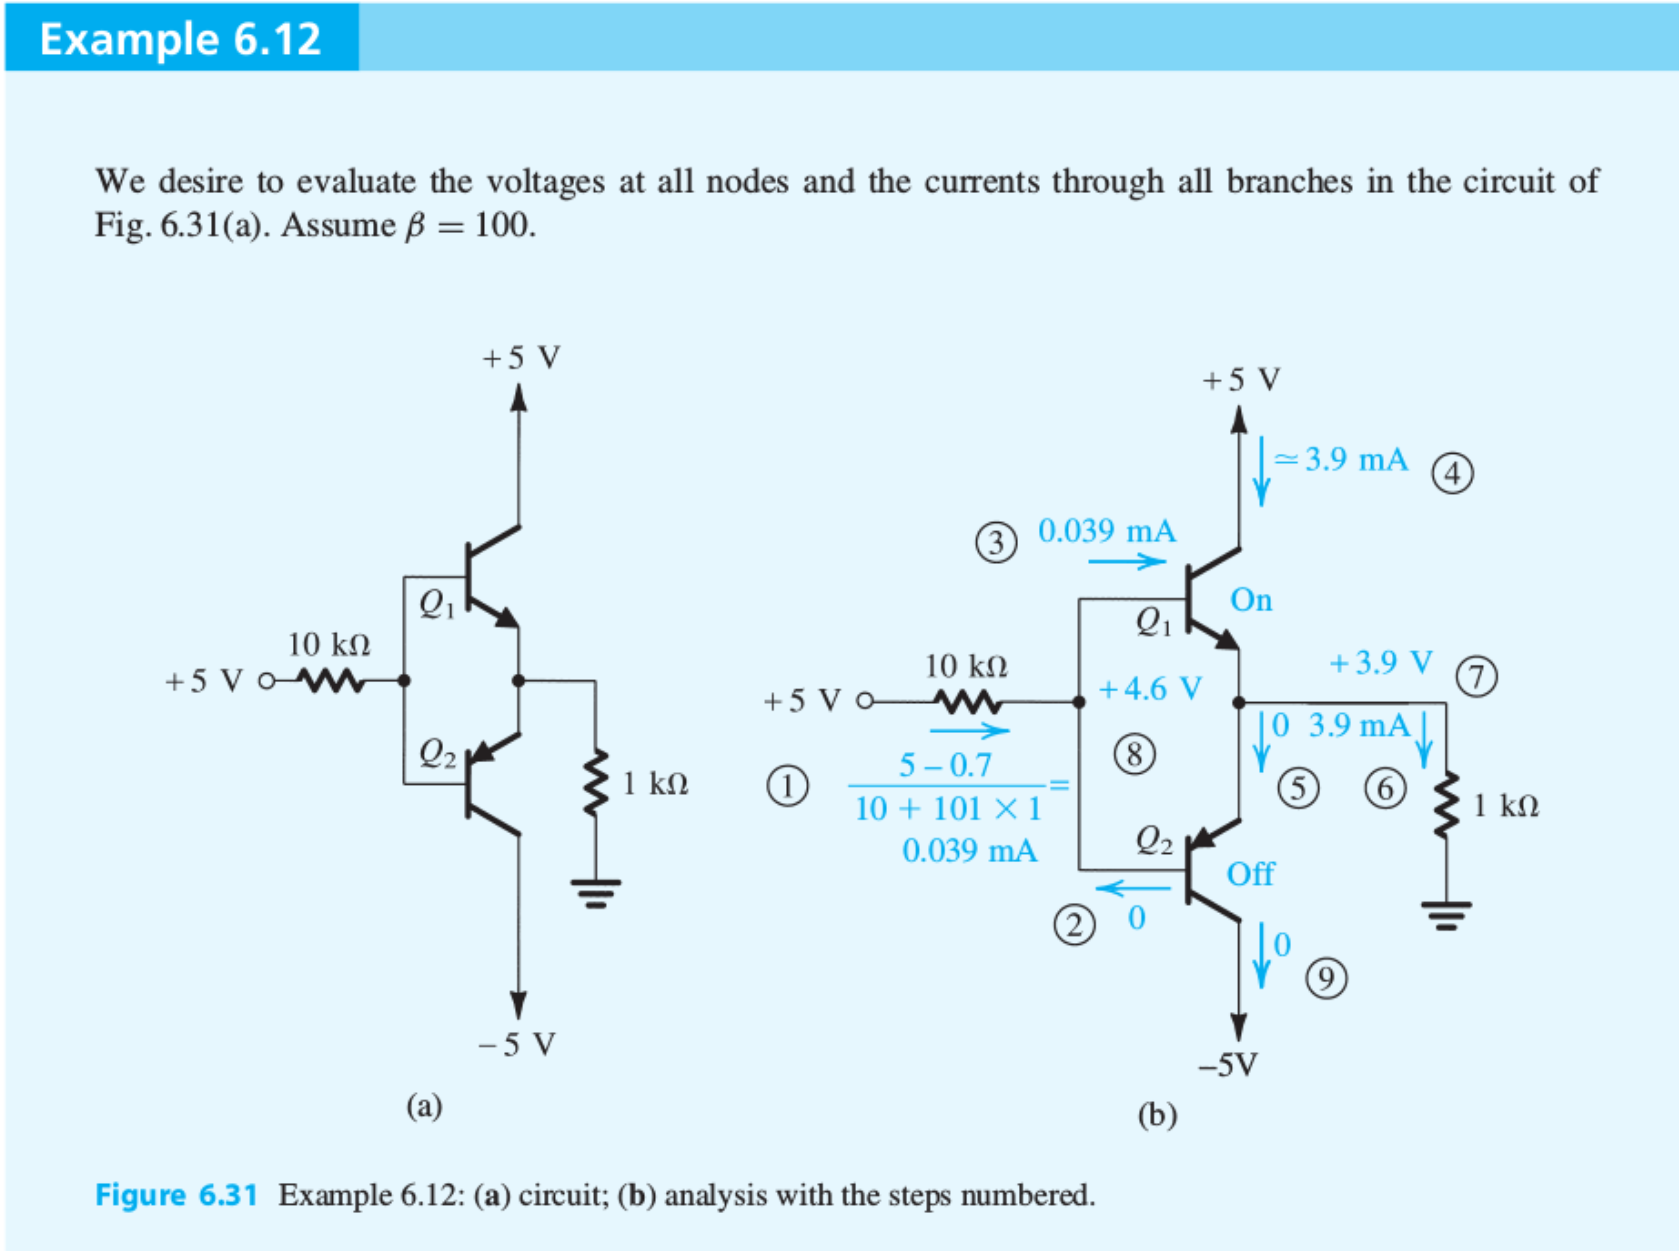 Example 6.12
We desire to evaluate the voltages at all nodes and the currents through all branches in the circuit of
Fig. 6.31(a). Assume β = 100.
+5 V
Q1
10 kΩ
+5 V
Q2
1 kΩ
−5 V
(a)
+5 V
≃ 3.9 mA ④
③ 0.039 mA
On
Q1
10 kΩ
+5 V
+4.6 V
+3.9 V ⑦
0 3.9 mA
⑧
⑤ ⑥
① 5 – 0.7
10 + 101 × 1 =
0.039 mA
1 kΩ
Q2
Off
② 0
0
⑨
–5V
(b)
Figure 6.31 Example 6.12: (a) circuit; (b) analysis with the steps numbered.